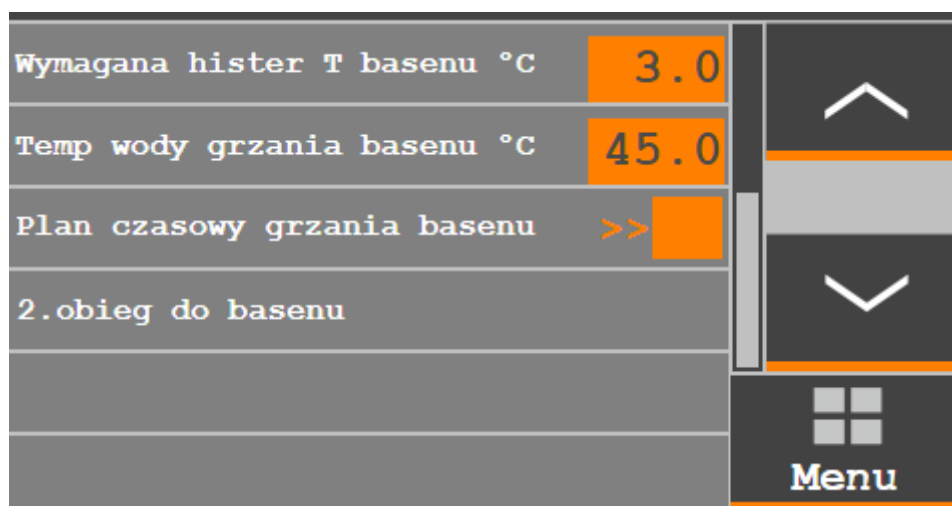 Wymagana hister T basenu °C 3.0
Temp wody grzania basenu °C 45.0
Plan czasowy grzania basenu >>
2.obieg do basenu
Menu